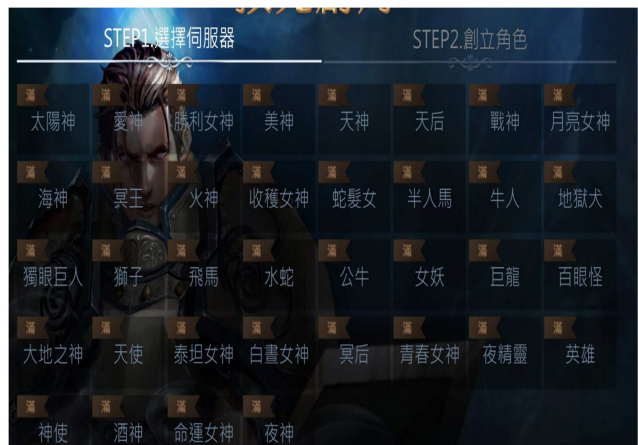 STEP1.選擇伺服器 STEP2.創立角色
滿 滿 滿 滿 滿 滿 滿 滿
太陽神 愛神 勝利女神 美神 天神 天后 戰神 月亮女神
滿 滿 滿 滿 滿 滿 滿 滿
海神 冥王 火神 收穫女神 蛇髮女 半人馬 牛人 地獄犬
滿 滿 滿 滿 滿 滿 滿 滿
獨眼巨人 獅子 飛馬 水蛇 公牛 女妖 巨龍 百眼怪
滿 滿 滿 滿 滿 滿 滿 滿
大地之神 天使 泰坦女神 白晝女神 冥后 青春女神 夜精靈 英雄
滿 滿 滿 滿
神使 酒神 命運女神 夜神